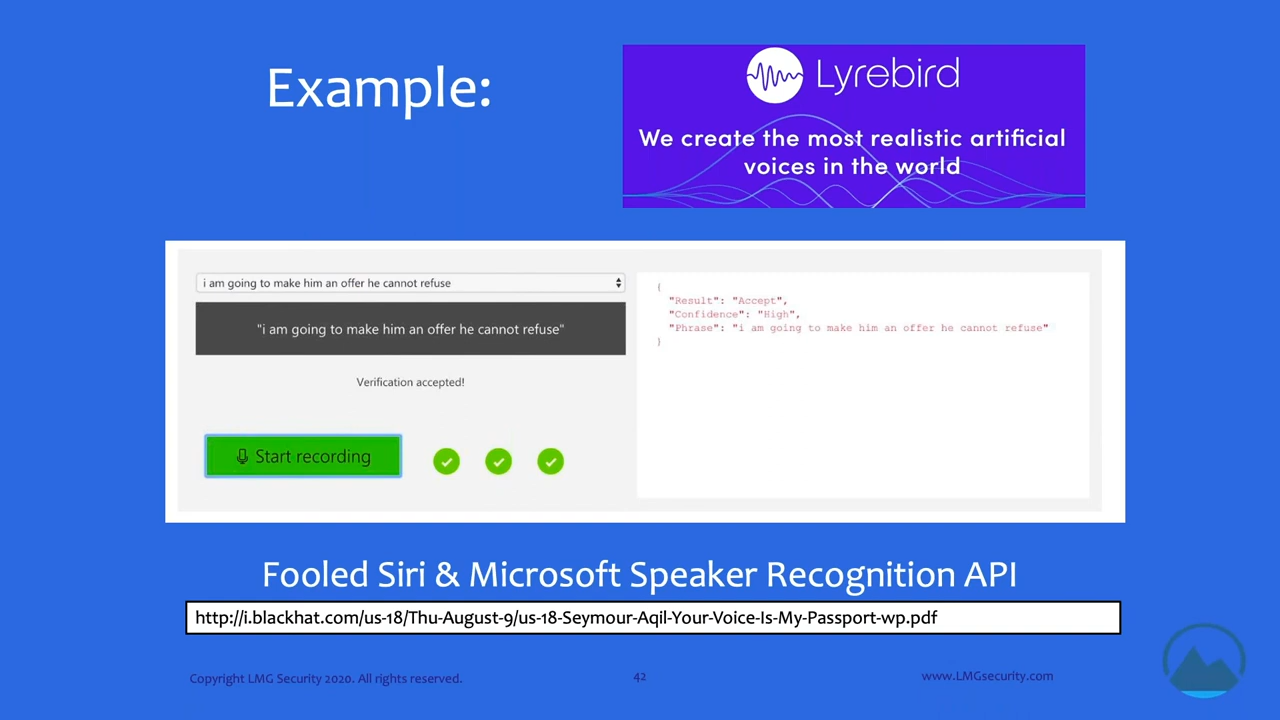 Example:
Lyrebird
We create the most realistic artificial
voices in the world
i am going to make him an offer he cannot refuse
"i am going to make him an offer he cannot refuse"
Verification accepted!
Start recording
{
"Result": "Accept",
"Confidence": "High",
"Phrase": "i am going to make him an offer he cannot refuse"
}
Fooled Siri & Microsoft Speaker Recognition API
http://i.blackhat.com/us-18/Thu-August-9/us-18-Seymour-Aqil-Your-Voice-Is-My-Passport-wp.pdf
Copyright LMG Security 2020. All rights reserved.
42
www.LMGsecurity.com